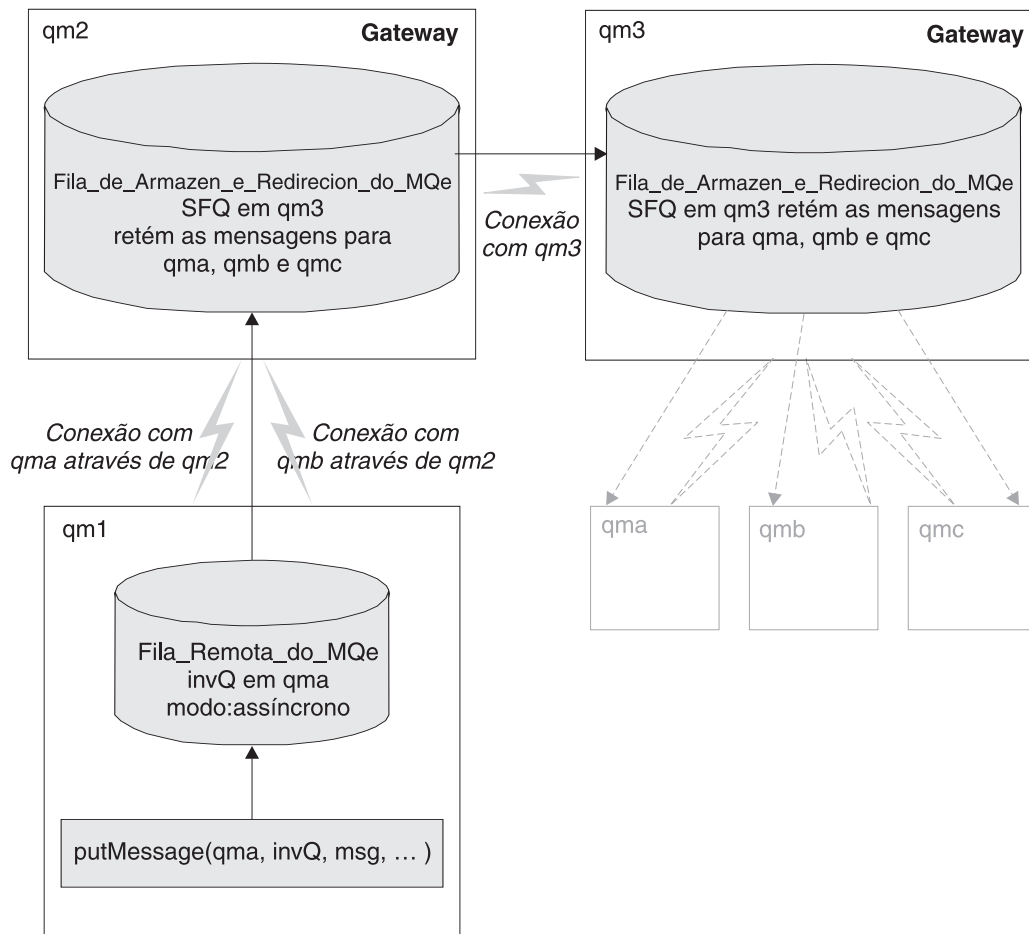 qm2
Gateway
Fila_de_Armazen_e_Redirecion_do_MQe
SFQ em qm3
retém as mensagens para
qma, qmb e qmc
Conexão
com qm3
qm3
Gateway
Fila_de_Armazen_e_Redirecion_do_MQe
SFQ em qm3 retém as mensagens
para qma, qmb e qmc
Conexão com
qma através de qm2
Conexão com
qmb através de qm2
qm1
Fila_Remota_do_MQe
invQ em qma
modo:assíncrono
putMessage(qma, invQ, msg, … )
qma
qmb
qmc